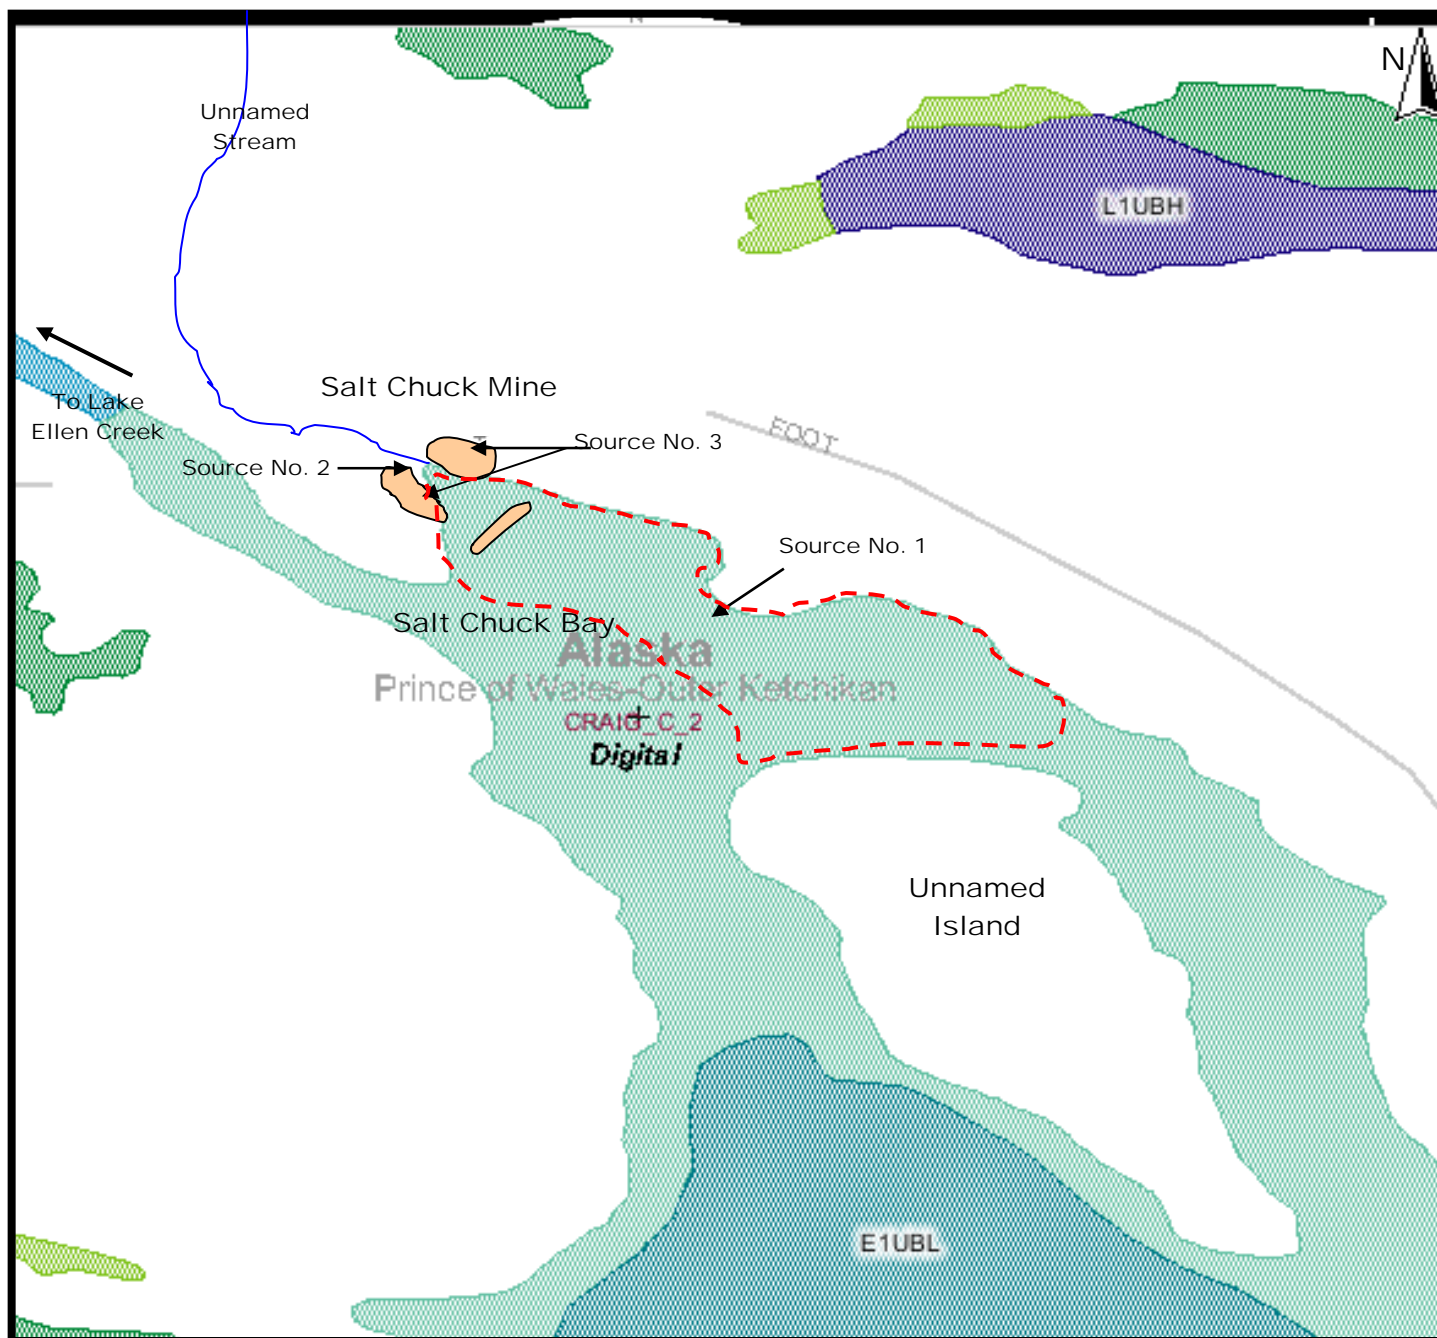 N
Unnamed
Stream
L1UBH
Salt Chuck Mine
To Lake
Ellen Creek
Source No. 3
Source No. 2
Source No. 1
Salt Chuck Bay
Alaska
Prince of Wales-Outer Ketchikan
CRAIG_C_2
Digital
Unnamed
Island
E1UBL